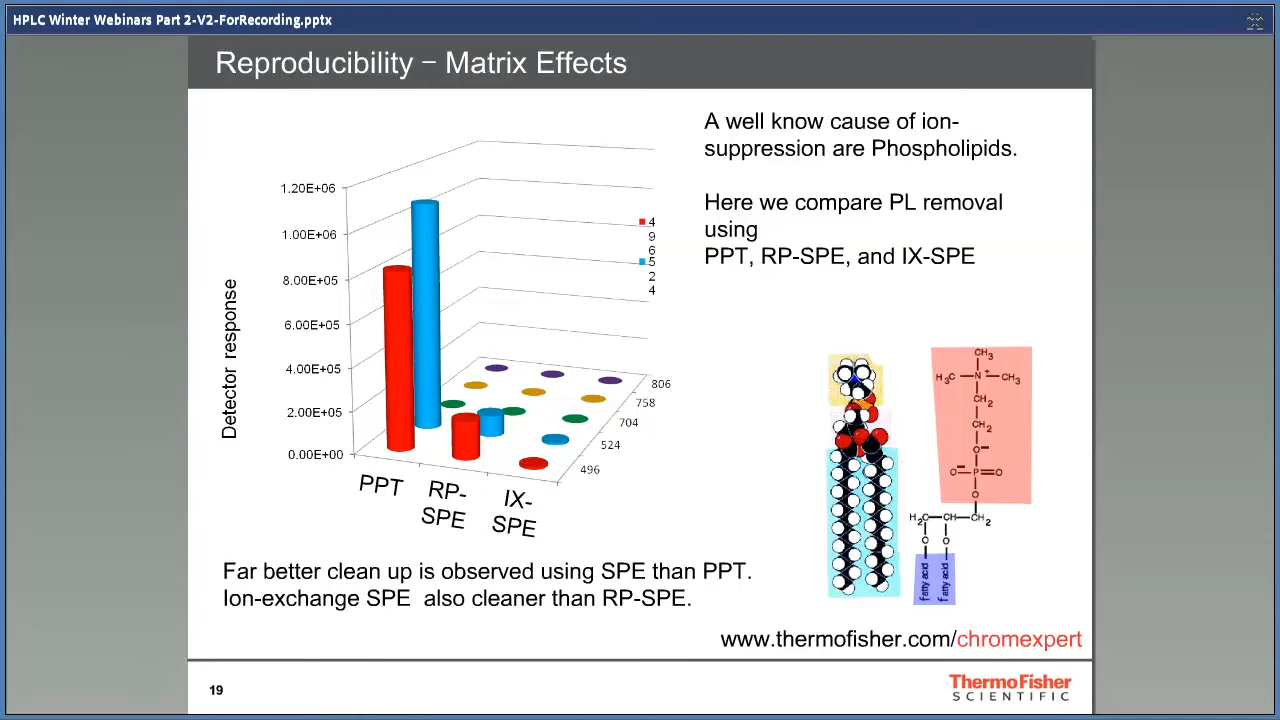 HPLC Winter Webinars Part 2-V2-ForRecording.pptx
Reproducibility – Matrix Effects
A well know cause of ion-
suppression are Phospholipids.
Here we compare PL removal
using
PPT, RP-SPE, and IX-SPE
Detector response
1.20E+06
1.00E+06
8.00E+05
6.00E+05
4.00E+05
2.00E+05
0.00E+00
4
9
6
5
2
4
806
758
704
524
496
PPT
RP-
SPE
IX-
SPE
CH3
H3C N + CH3
CH2
CH2
O
O P O
O
H2C CH CH2
O O
fatty acid
fatty acid
Far better clean up is observed using SPE than PPT.
Ion-exchange SPE also cleaner than RP-SPE.
www.thermofisher.com/chromexpert
19
ThermoFisher
SCIENTIFIC